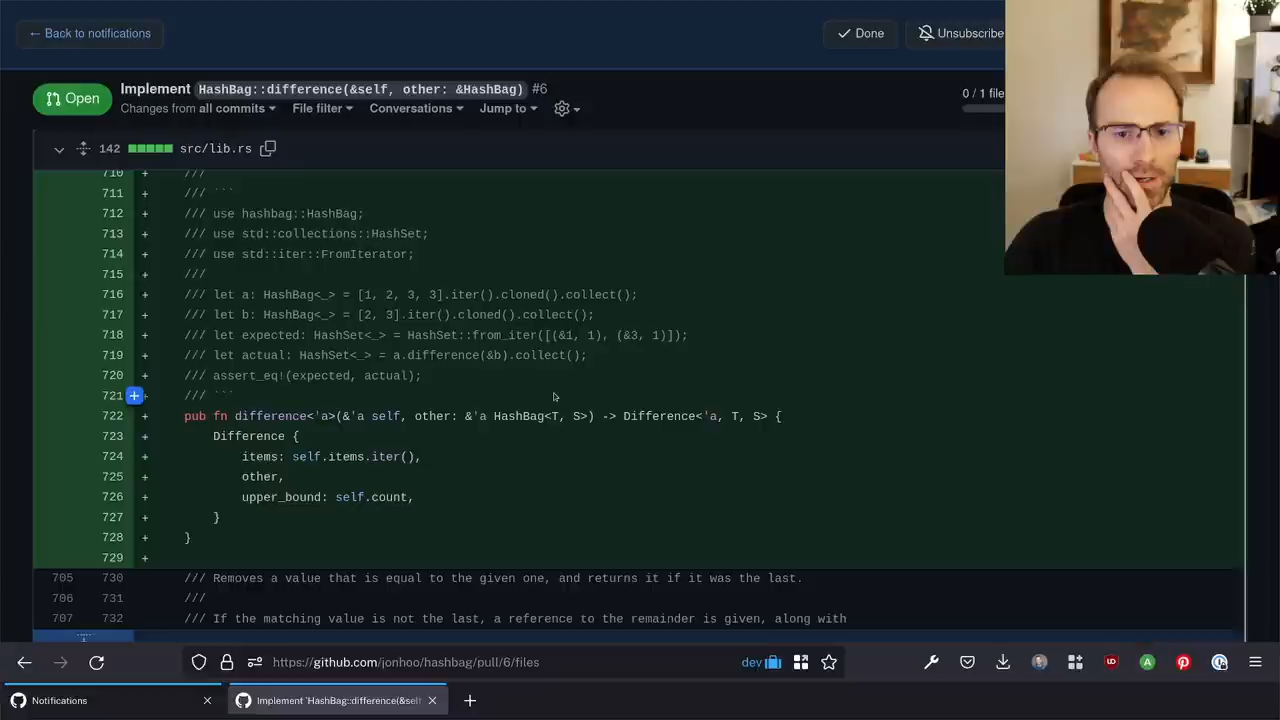 ← Back to notifications
Done
Unsubscribe
Open
Implement HashBag::difference(&self, other: &HashBag) #6
Changes from all commits
File filter
Conversations
Jump to
0 / 1 file
142
src/lib.rs
710 + ///
711 + /// ```
712 + /// use hashbag::HashBag;
713 + /// use std::collections::HashSet;
714 + /// use std::iter::FromIterator;
715 + ///
716 + /// let a: HashBag<_> = [1, 2, 3, 3].iter().cloned().collect();
717 + /// let b: HashBag<_> = [2, 3].iter().cloned().collect();
718 + /// let expected: HashSet<_> = HashSet::from_iter([(&1, 1), (&3, 1)]);
719 + /// let actual: HashSet<_> = a.difference(&b).collect();
720 + /// assert_eq!(expected, actual);
721 + /// ```
722 + pub fn difference<'a>(&'a self, other: &'a HashBag<T, S>) -> Difference<'a, T, S> {
723 + Difference {
724 + items: self.items.iter(),
725 + other,
726 + upper_bound: self.count,
727 + }
728 + }
729 +
705 730 /// Removes a value that is equal to the given one, and returns it if it was the last.
706 731 ///
707 732 /// If the matching value is not the last, a reference to the remainder is given, along with
https://github.com/jonhoo/hashbag/pull/6/files
dev
Notifications
Implement `HashBag::difference(&self